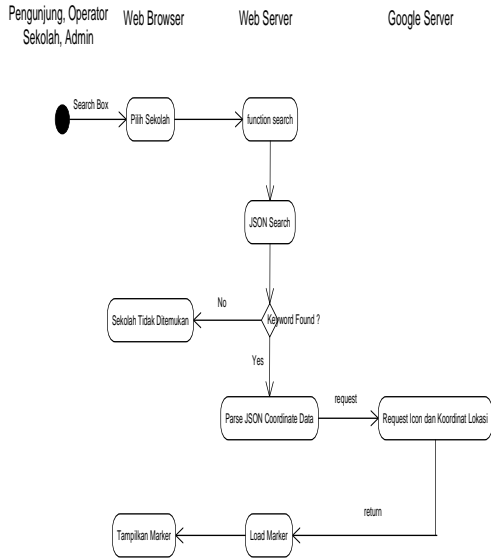 Pengunjung, Operator
Sekolah, Admin
Web Browser
Web Server
Google Server
Search Box
Pilih Sekolah
function search
JSON Search
No
Sekolah Tidak Ditemukan
Keyword Found ?
Yes
Parse JSON Coordinate Data
request
Request Icon dan Koordinat Lokasi
return
Tampilkan Marker
Load Marker